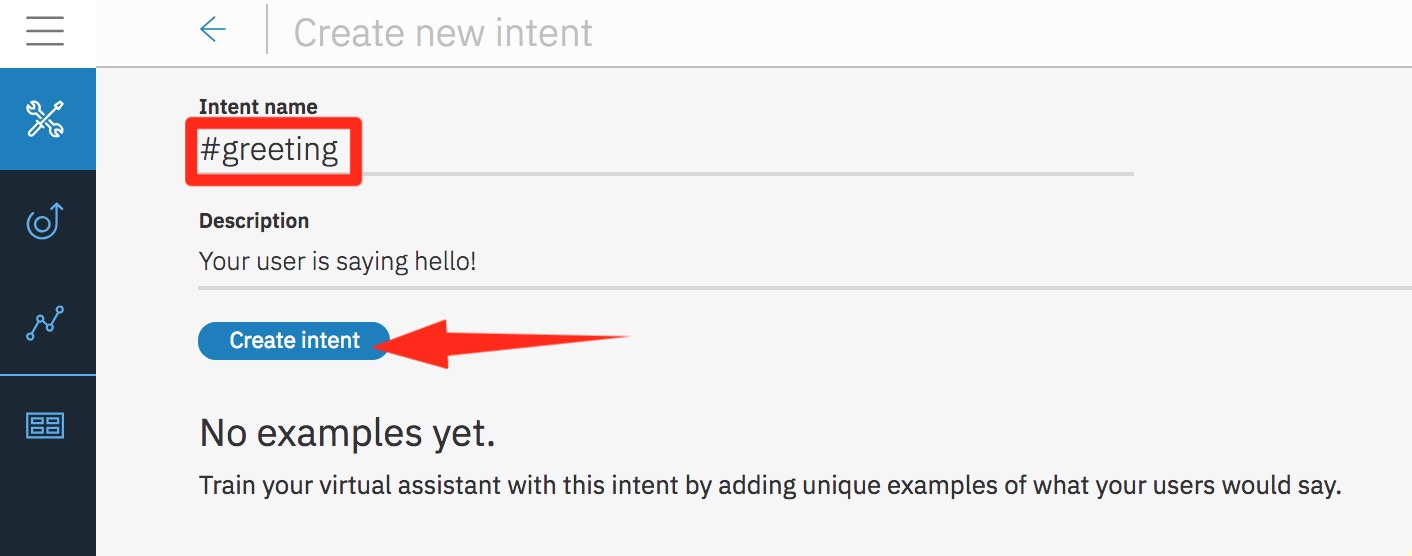 Create new intent
Intent name
#greeting
Description
Your user is saying hello!
Create intent
No examples yet.
Train your virtual assistant with this intent by adding unique examples of what your users would say.